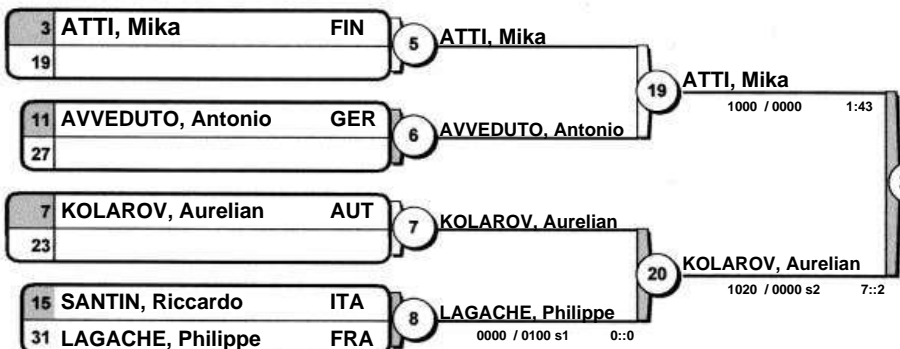 3 ATTI, Mika FIN
19
5 ATTI, Mika
11 AVVEDUTO, Antonio GER
27
6 AVVEDUTO, Antonio
19 ATTI, Mika
1000 / 0000 1:43
7 KOLAROV, Aurelian AUT
23
7 KOLAROV, Aurelian
15 SANTIN, Riccardo ITA
31 LAGACHE, Philippe FRA
8 LAGACHE, Philippe
0000 / 0100 s1 0::0
20 KOLAROV, Aurelian
1020 / 0000 s2 7::2